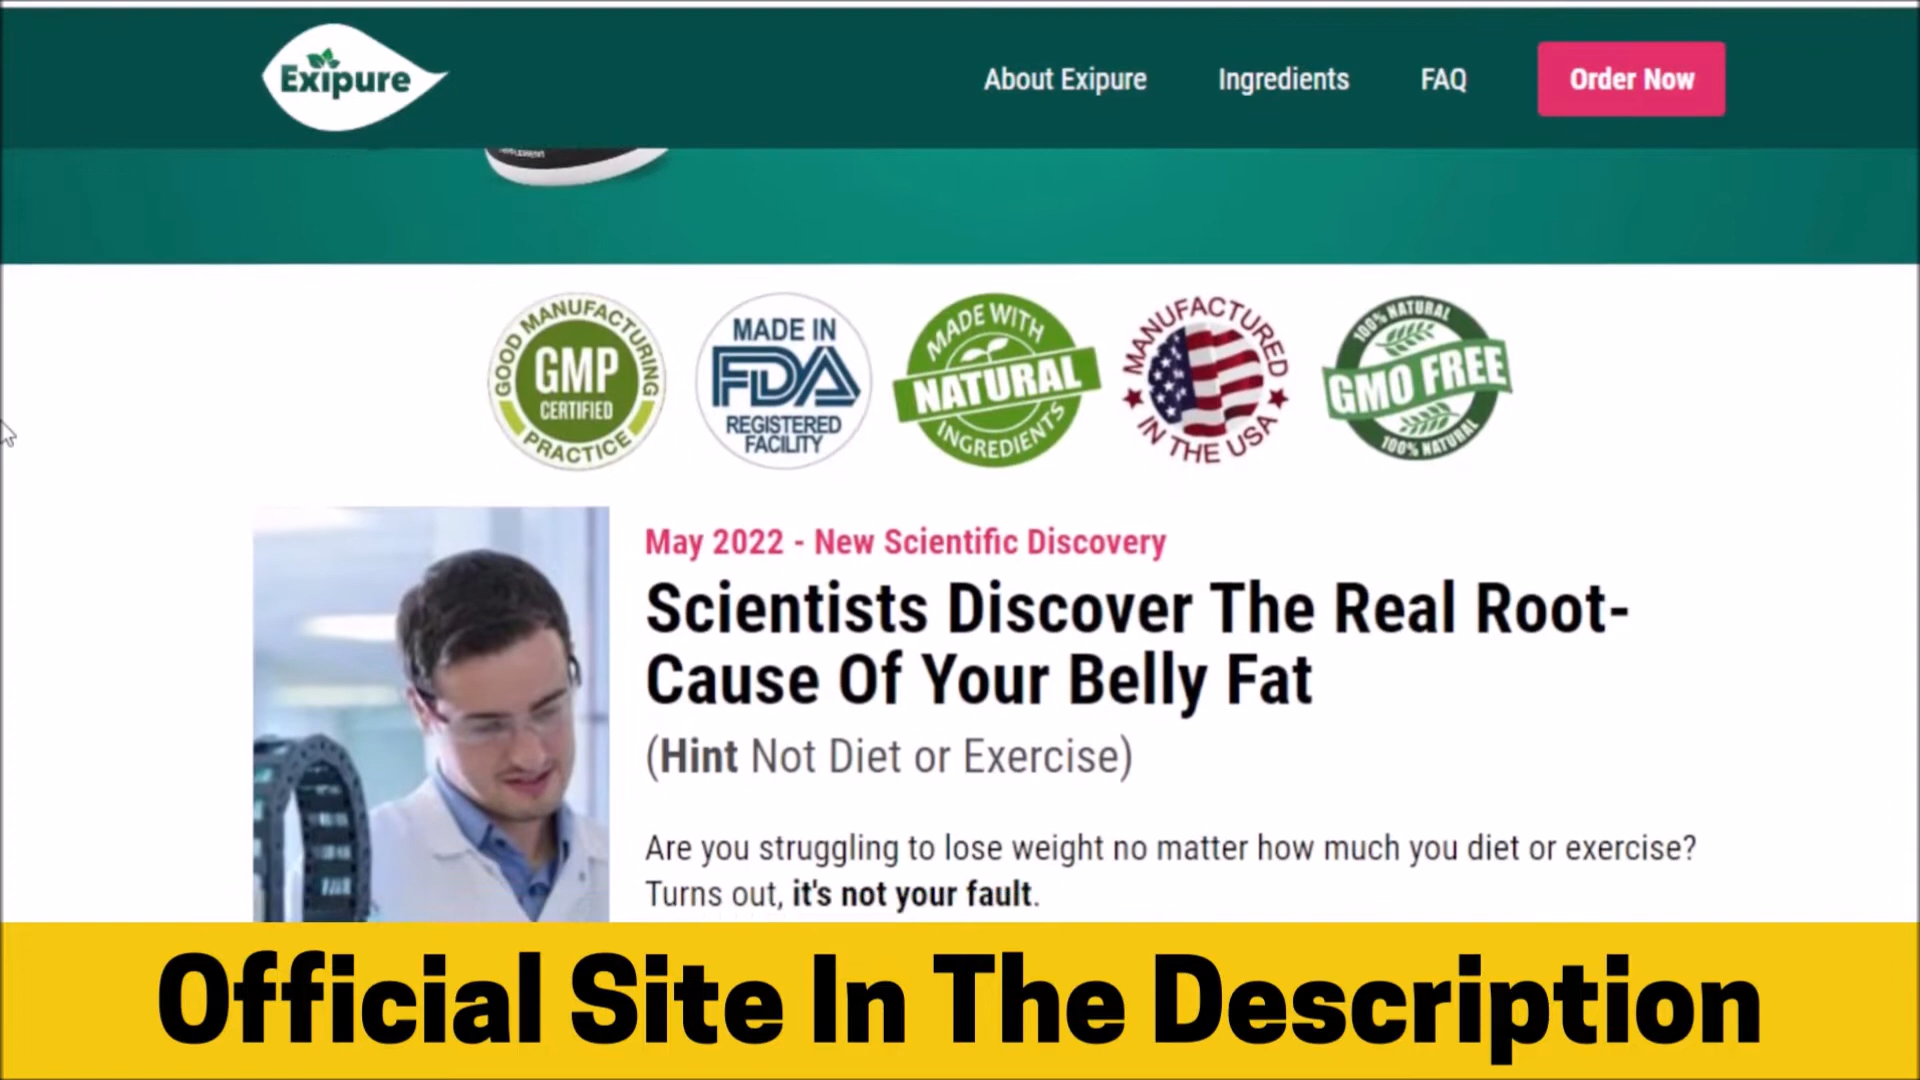 Exipure
About Exipure
Ingredients
FAQ
Order Now
GOOD MANUFACTURING
GMP
CERTIFIED
PRACTICE
MADE IN
FDA
REGISTERED
FACILITY
MADE WITH
NATURAL
INGREDIENTS
MANUFACTURED
IN THE USA
100% NATURAL
GMO FREE
100% NATURAL
May 2022 - New Scientific Discovery
Scientists Discover The Real Root-
Cause Of Your Belly Fat
(Hint Not Diet or Exercise)
Are you struggling to lose weight no matter how much you diet or exercise?
Turns out, it's not your fault.
Official Site In The Description